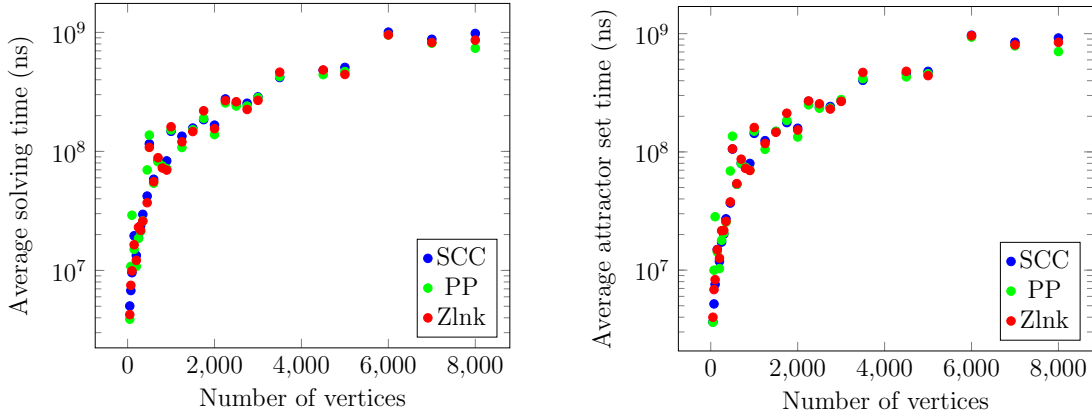 Average solving time (ns)
10^9
10^8
10^7
0
2,000
4,000
6,000
8,000
Number of vertices
SCC
PP
Zlnk
Average attractor set time (ns)
10^9
10^8
10^7
0
2,000
4,000
6,000
8,000
Number of vertices
SCC
PP
Zlnk